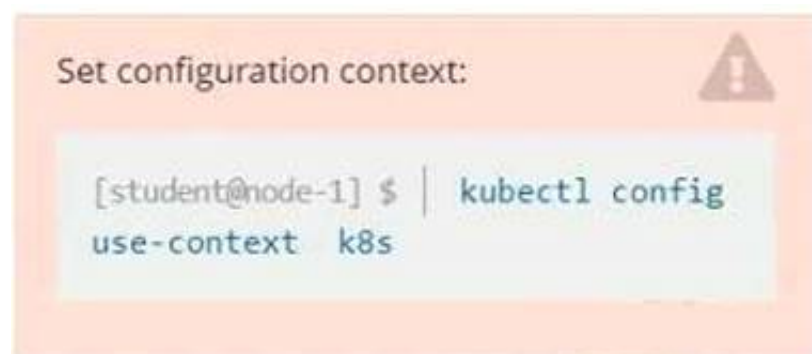 Set configuration context:
[student@node-1] $ | kubectl config
use-context k8s